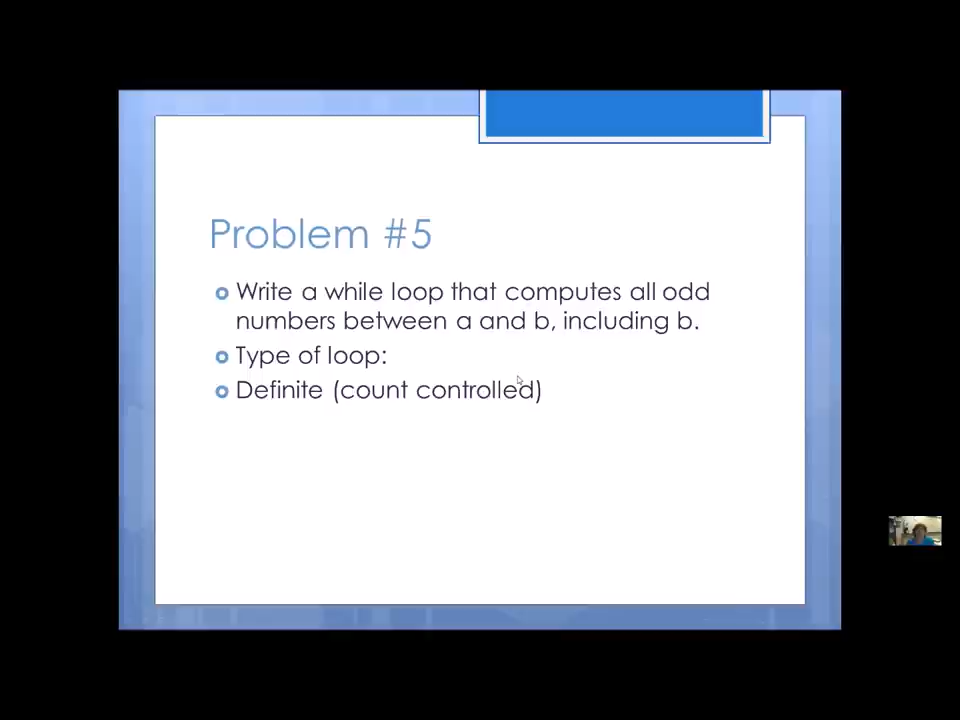 Problem #5
Write a while loop that computes all odd
numbers between a and b, including b.
Type of loop:
Definite (count controlled)